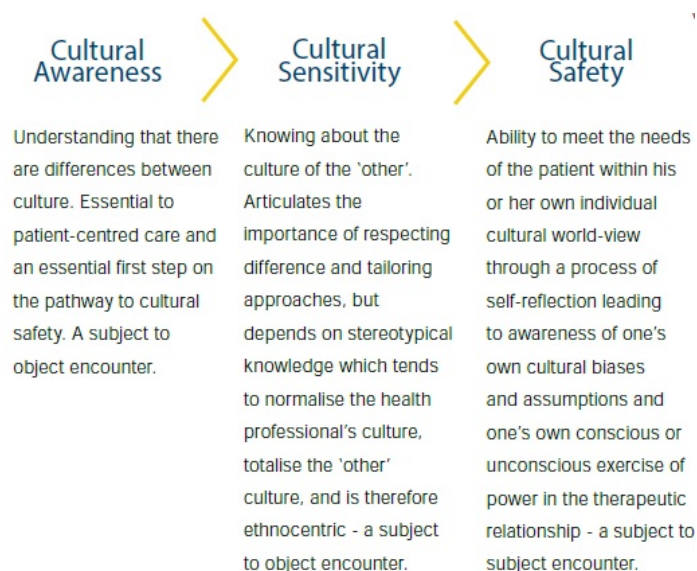 Cultural
Awareness
Understanding that there
are differences between
culture. Essential to
patient-centred care and
an essential first step on
the pathway to cultural
safety. A subject to
object encounter.
Cultural
Sensitivity
Knowing about the
culture of the ‘other’.
Articulates the
importance of respecting
difference and tailoring
approaches, but
depends on stereotypical
knowledge which tends
to normalise the health
professional’s culture,
totalise the ‘other’
culture, and is therefore
ethnocentric - a subject
to object encounter.
Cultural
Safety
Ability to meet the needs
of the patient within his
or her own individual
cultural world-view
through a process of
self-reflection leading
to awareness of one’s
own cultural biases
and assumptions and
one’s own conscious or
unconscious exercise of
power in the therapeutic
relationship - a subject to
subject encounter.